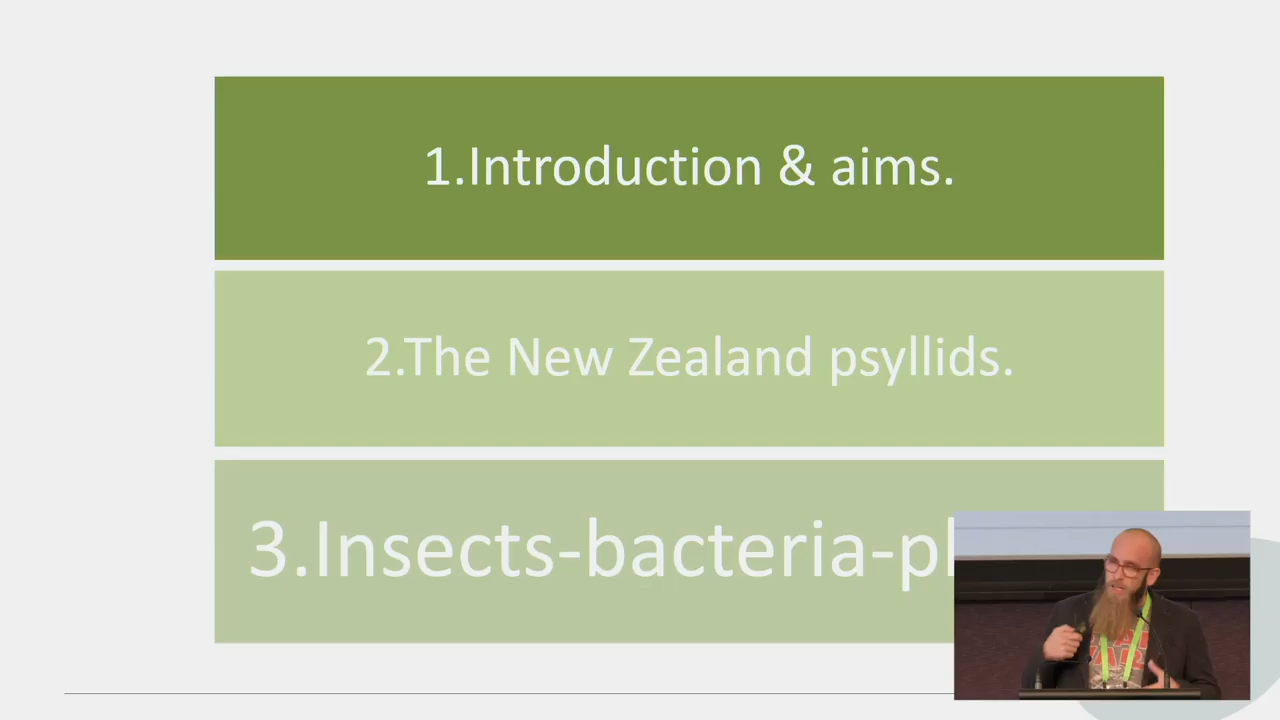 1.Introduction & aims.
2.The New Zealand psyllids.
3.Insects-bacteria-pl